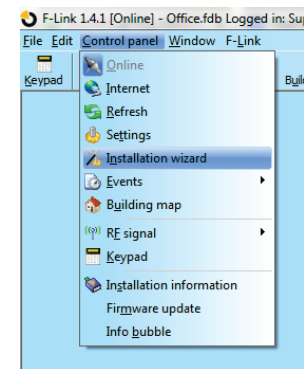 F-Link 1.4.1 [Online] - Office.fdb Logged in: Su
File Edit Control panel Window F-Link
Keypad
Online
Internet
Refresh
Settings
Installation wizard
Events
Building map
RF signal
Keypad
Installation information
Firmware update
Info bubble